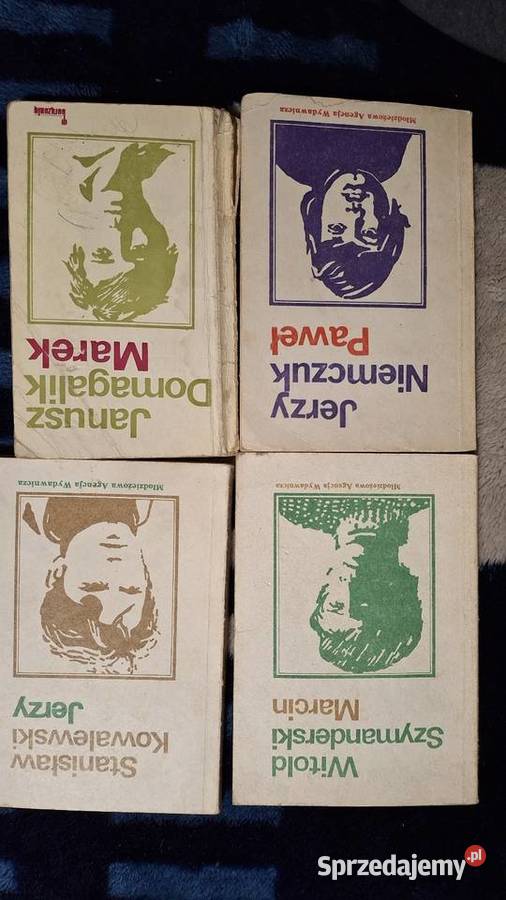 Janusz
Domagalik
Marek
Horyzonty
Jerzy
Niemczuk
Paweł
Młodzieżowa Agencja Wydawnicza
Stanisław
Kowalewski
Jerzy
Młodzieżowa Agencja Wydawnicza
Witold
Szymanderski
Marcin
Młodzieżowa Agencja Wydawnicza
Sprzedajemy.pl